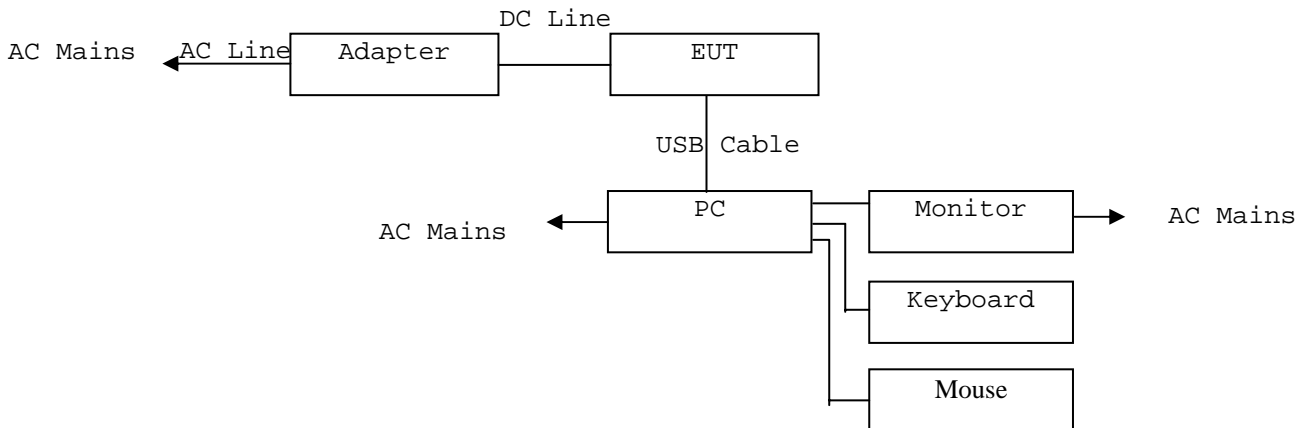 DC Line
AC Mains
AC Line
Adapter
EUT
USB Cable
PC
Monitor
AC Mains
AC Mains
Keyboard
Mouse